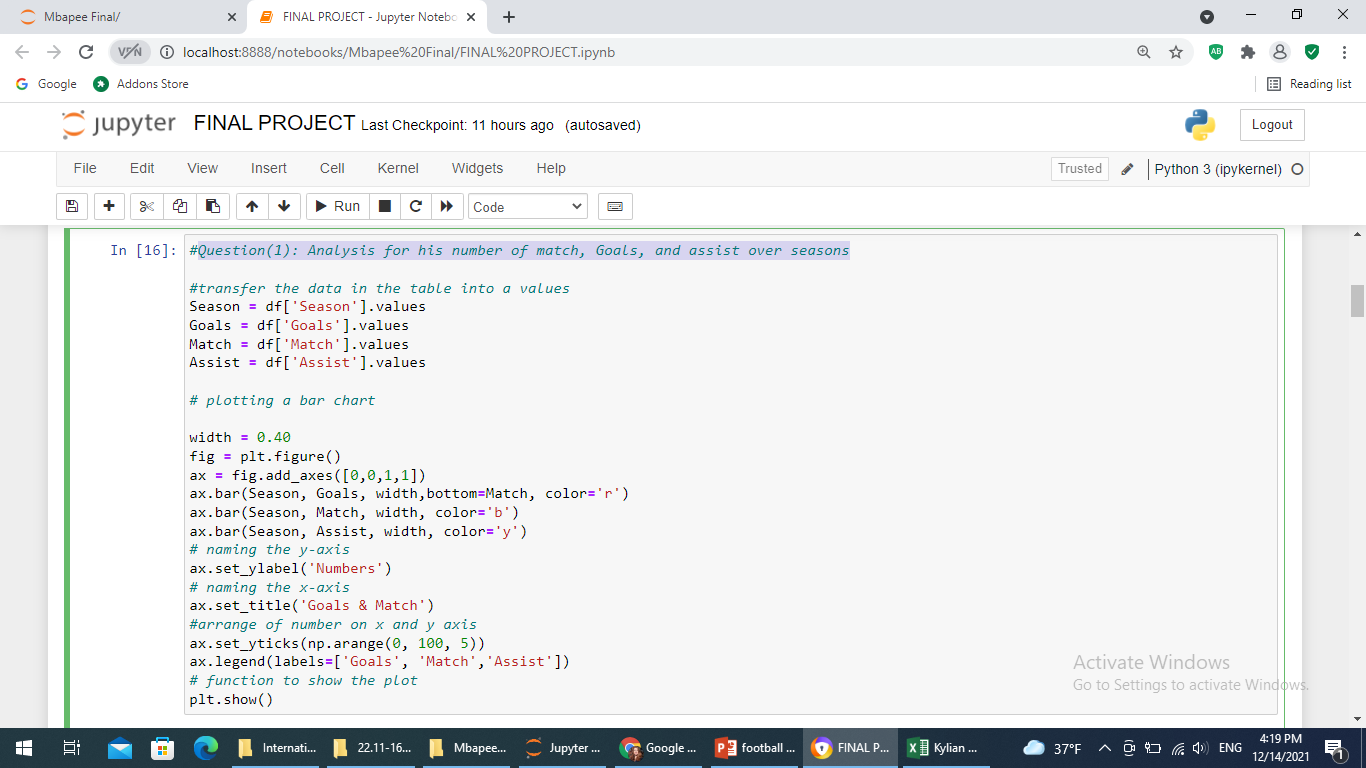 Mbapee Final/
FINAL PROJECT - Jupyter Notebo
VPN localhost:8888/notebooks/Mbapee%20Final/FINAL%20PROJECT.ipynb
Google Addons Store Reading list
jupyter FINAL PROJECT Last Checkpoint: 11 hours ago (autosaved) Logout
File Edit View Insert Cell Kernel Widgets Help Trusted Python 3 (ipykernel)
Run Code
In [16]: #Question(1): Analysis for his number of match, Goals, and assist over seasons
#transfer the data in the table into a values
Season = df['Season'].values
Goals = df['Goals'].values
Match = df['Match'].values
Assist = df['Assist'].values
# plotting a bar chart
width = 0.40
fig = plt.figure()
ax = fig.add_axes([0,0,1,1])
ax.bar(Season, Goals, width,bottom=Match, color='r')
ax.bar(Season, Match, width, color='b')
ax.bar(Season, Assist, width, color='y')
# naming the y-axis
ax.set_ylabel('Numbers')
# naming the x-axis
ax.set_title('Goals & Match')
#arrange of number on x and y axis
ax.set_yticks(np.arange(0, 100, 5))
ax.legend(labels=['Goals', 'Match','Assist'])
# function to show the plot
plt.show()
Activate Windows
Go to Settings to activate Windows.
Internati... 22.11-16... Mbapee... Jupyter ... Google ... football ... FINAL P... Kylian ... 37°F ENG 4:19 PM
12/14/2021